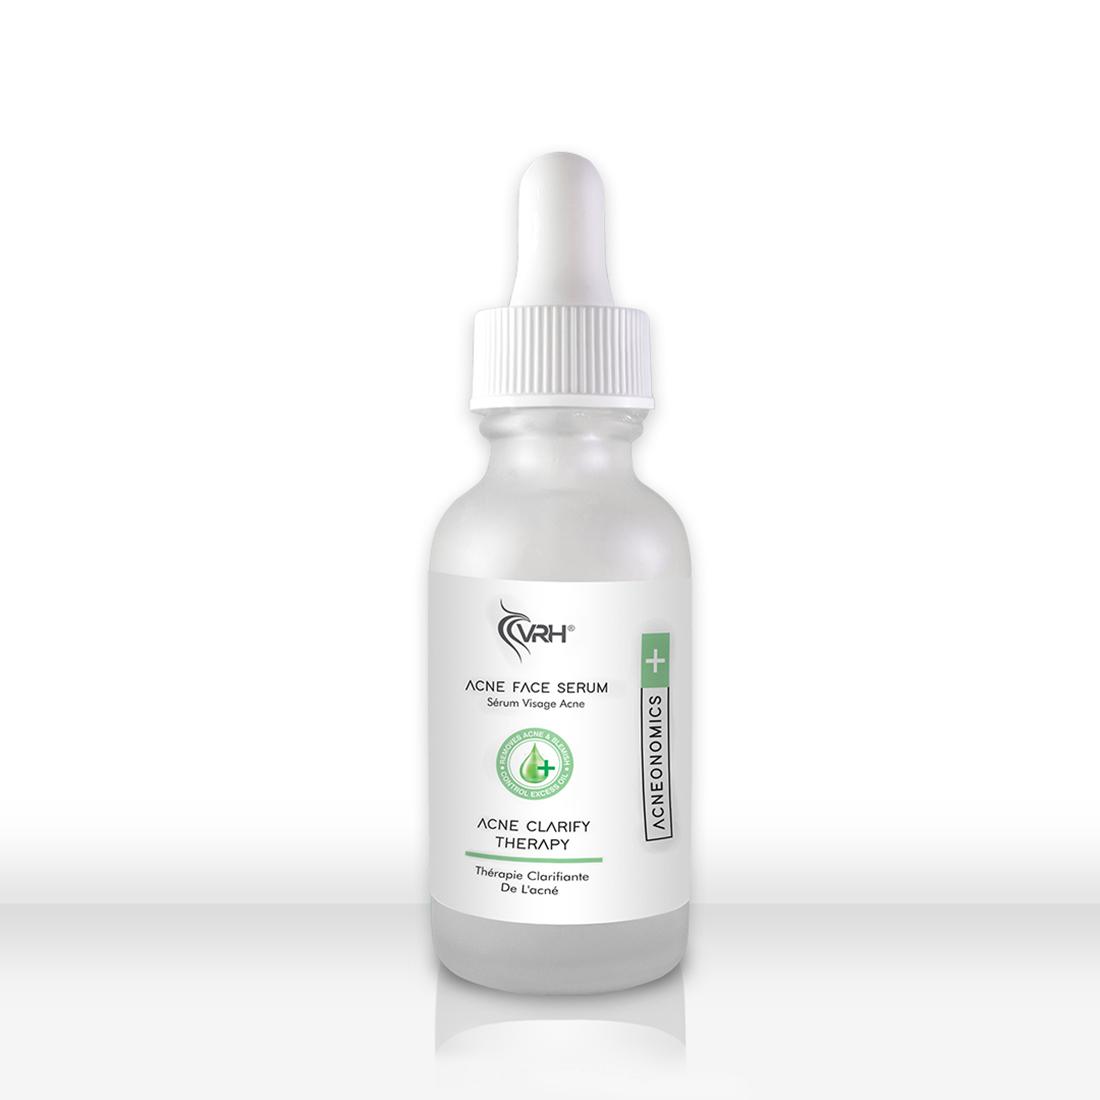 VRH®
ACNE FACE SERUM
Sérum Visage Acne
• REMOVES ACNE & BLEMISH •
CONTROL EXCESS OIL
ACNE CLARIFY
THERAPY
Thérapie Clarifiante
De L'acné
+ ACNEONOMICS